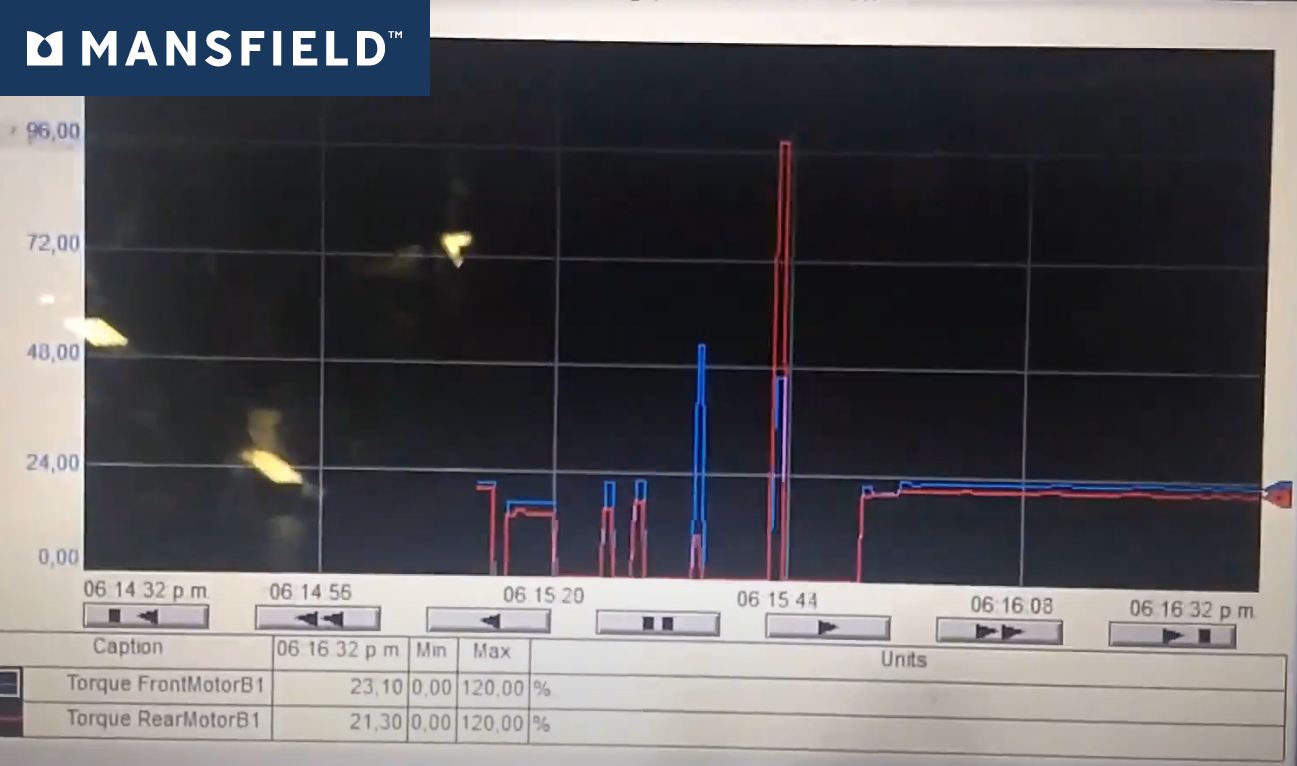 MANSFIELD™
96,00
72,00
48,00
24,00
0,00
06 14 32 p m.
06 14 56
06 15 20
06 15 44
06 16 08
06 16 32 p m
Caption 06 16 32 p m Min Max Units
Torque FrontMotorB1 23,10 0,00 120,00 %
Torque RearMotorB1 21,30 0,00 120,00 %